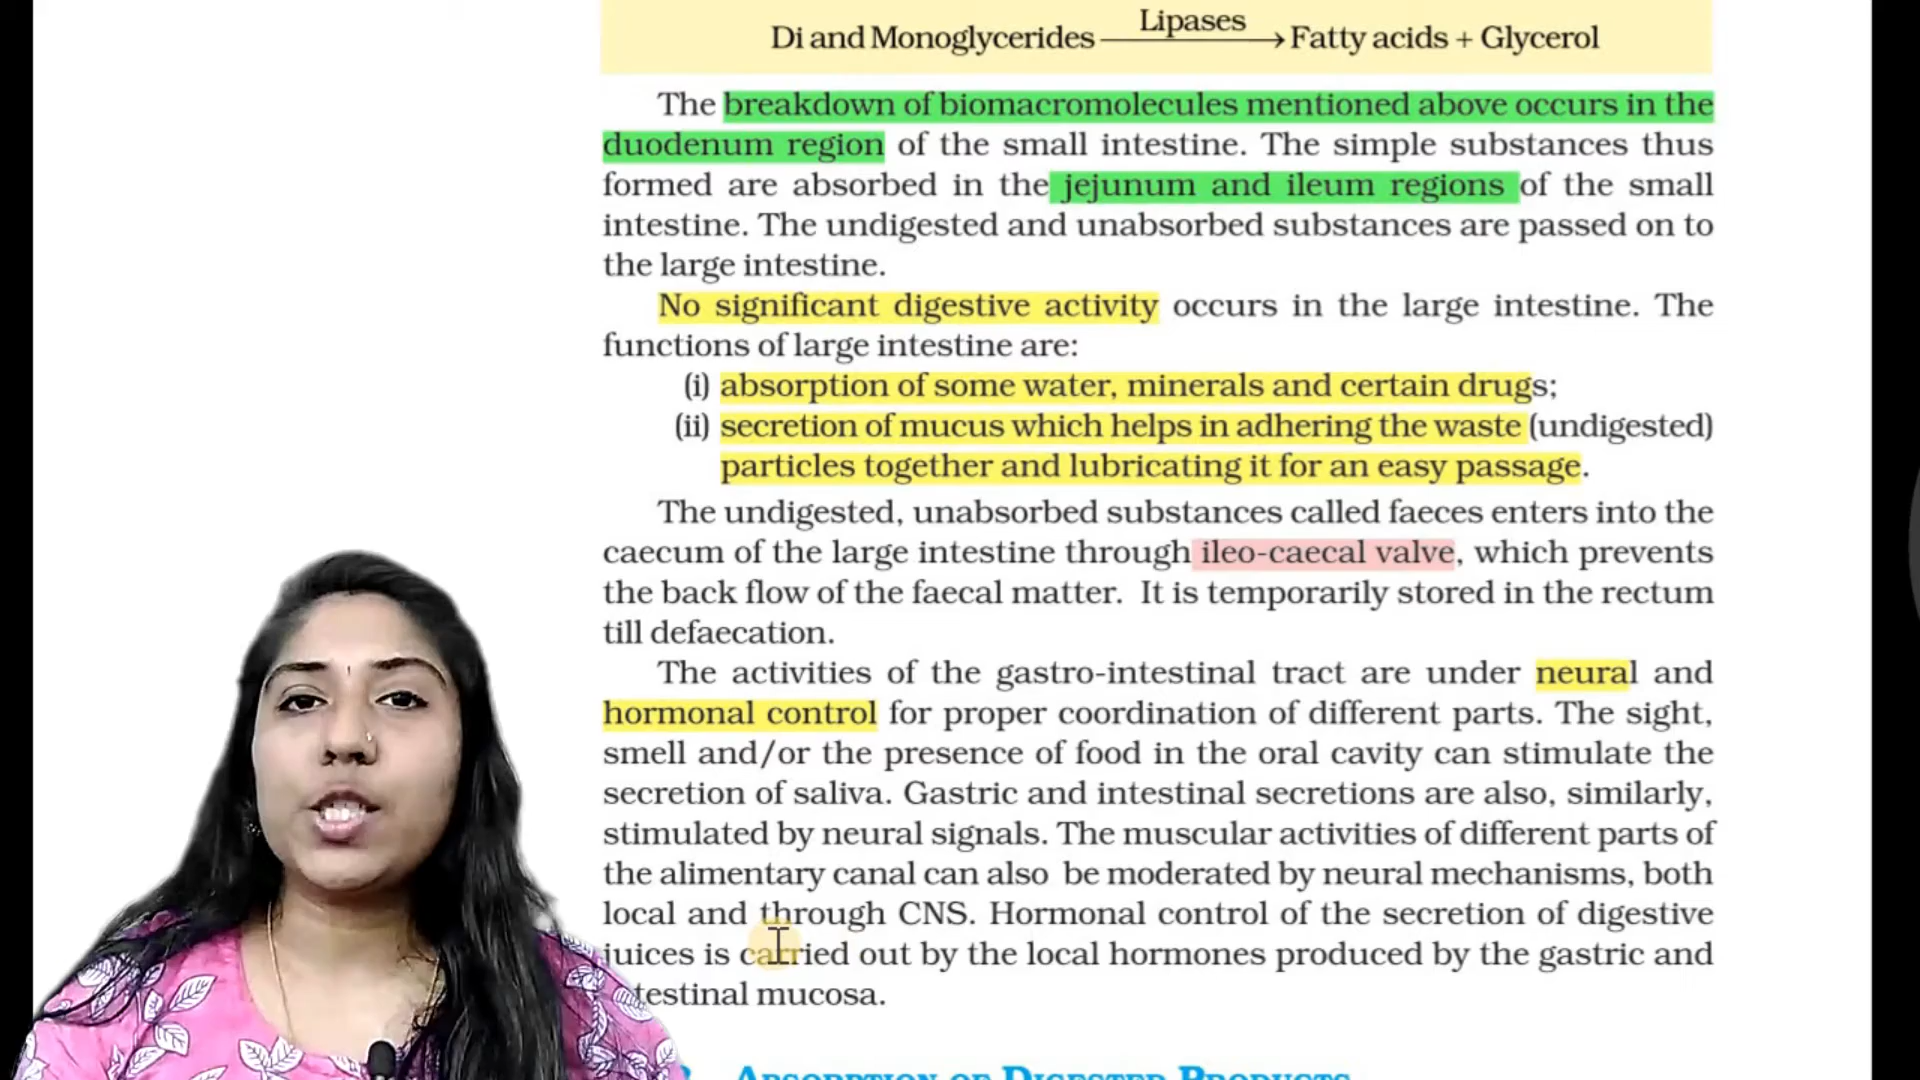 Lipases
Di and Monoglycerides → Fatty acids + Glycerol
The breakdown of biomacromolecules mentioned above occurs in the
duodenum region of the small intestine. The simple substances thus
formed are absorbed in the jejunum and ileum regions of the small
intestine. The undigested and unabsorbed substances are passed on to
the large intestine.
No significant digestive activity occurs in the large intestine. The
functions of large intestine are:
(i) absorption of some water, minerals and certain drugs;
(ii) secretion of mucus which helps in adhering the waste (undigested)
particles together and lubricating it for an easy passage.
The undigested, unabsorbed substances called faeces enters into the
caecum of the large intestine through ileo-caecal valve, which prevents
the back flow of the faecal matter. It is temporarily stored in the rectum
till defaecation.
The activities of the gastro-intestinal tract are under neural and
hormonal control for proper coordination of different parts. The sight,
smell and/or the presence of food in the oral cavity can stimulate the
secretion of saliva. Gastric and intestinal secretions are also, similarly,
stimulated by neural signals. The muscular activities of different parts of
the alimentary canal can also be moderated by neural mechanisms, both
local and through CNS. Hormonal control of the secretion of digestive
juices is carried out by the local hormones produced by the gastric and
testinal mucosa.
ABSORPTION OF DIGESTED PRODUCTS